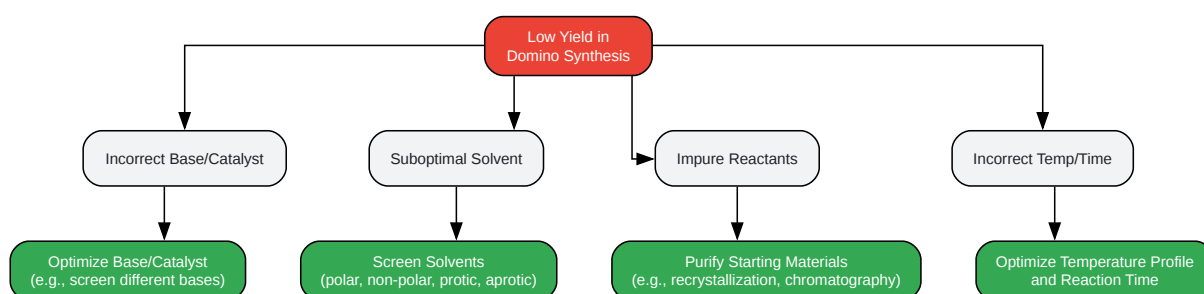 Low Yield in
Domino Synthesis
Incorrect Base/Catalyst
Suboptimal Solvent
Impure Reactants
Incorrect Temp/Time
Optimize Base/Catalyst
(e.g., screen different bases)
Screen Solvents
(polar, non-polar, protic, aprotic)
Purify Starting Materials
(e.g., recrystallization, chromatography)
Optimize Temperature Profile
and Reaction Time